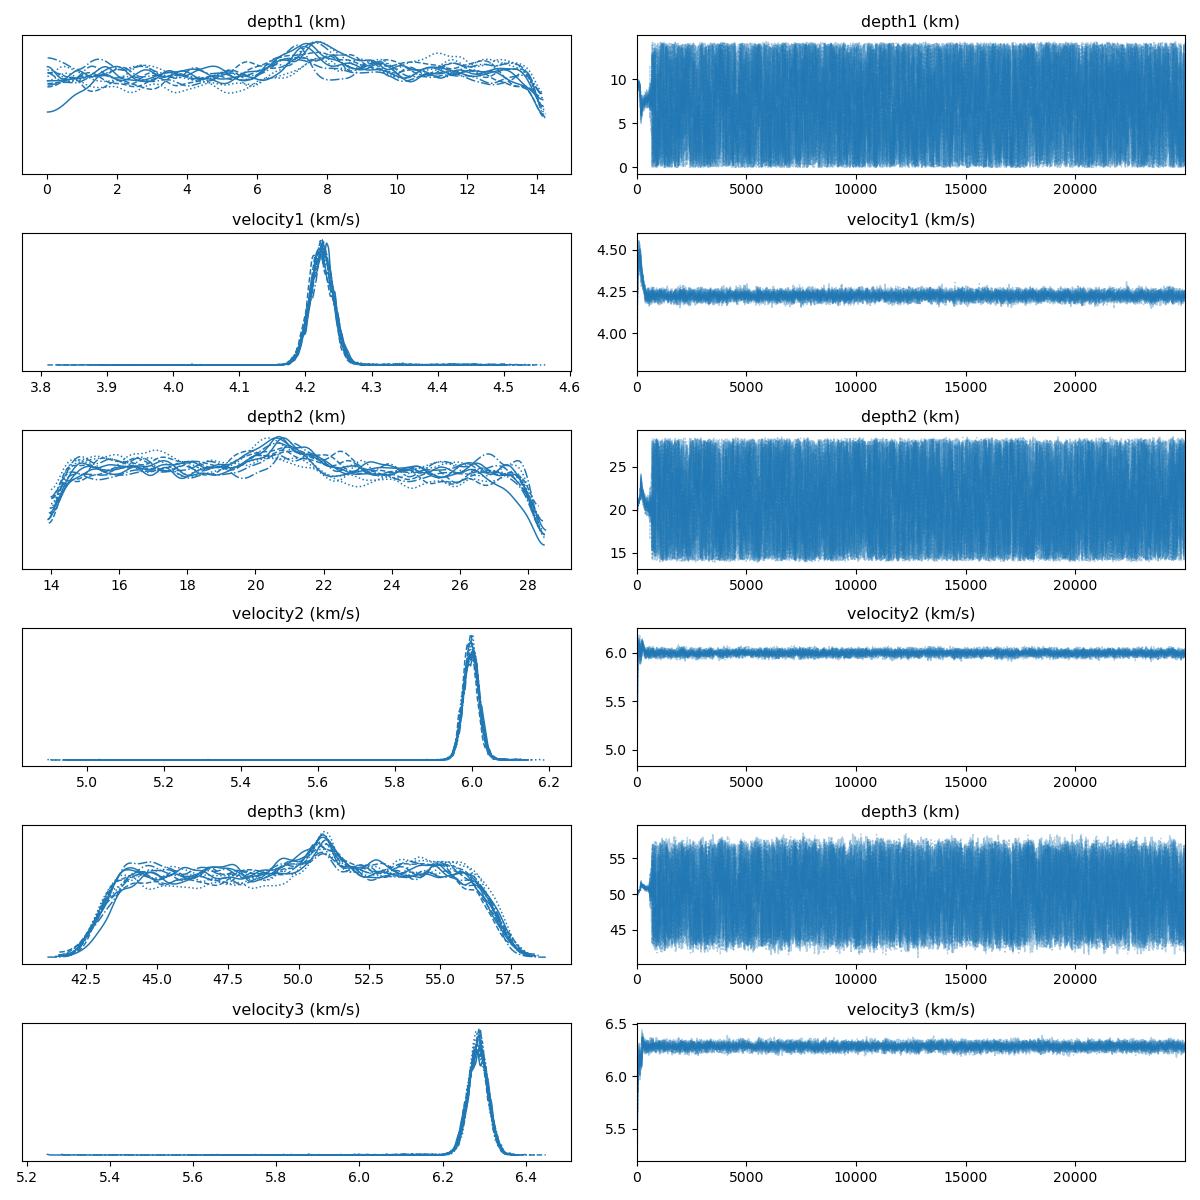 depth1 (km) depth1 (km)
10
5
0
0 2 4 6 8 10 12 14 0 5000 10000 15000 20000
velocity1 (km/s) velocity1 (km/s)
4.50
4.25
4.00
3.8 3.9 4.0 4.1 4.2 4.3 4.4 4.5 4.6 0 5000 10000 15000 20000
depth2 (km) depth2 (km)
25
20
15
14 16 18 20 22 24 26 28 0 5000 10000 15000 20000
velocity2 (km/s) velocity2 (km/s)
6.0
5.5
5.0
5.0 5.2 5.4 5.6 5.8 6.0 6.2 0 5000 10000 15000 20000
depth3 (km) depth3 (km)
55
50
45
42.5 45.0 47.5 50.0 52.5 55.0 57.5 0 5000 10000 15000 20000
velocity3 (km/s) velocity3 (km/s)
6.5
6.0
5.5
5.2 5.4 5.6 5.8 6.0 6.2 6.4 0 5000 10000 15000 20000